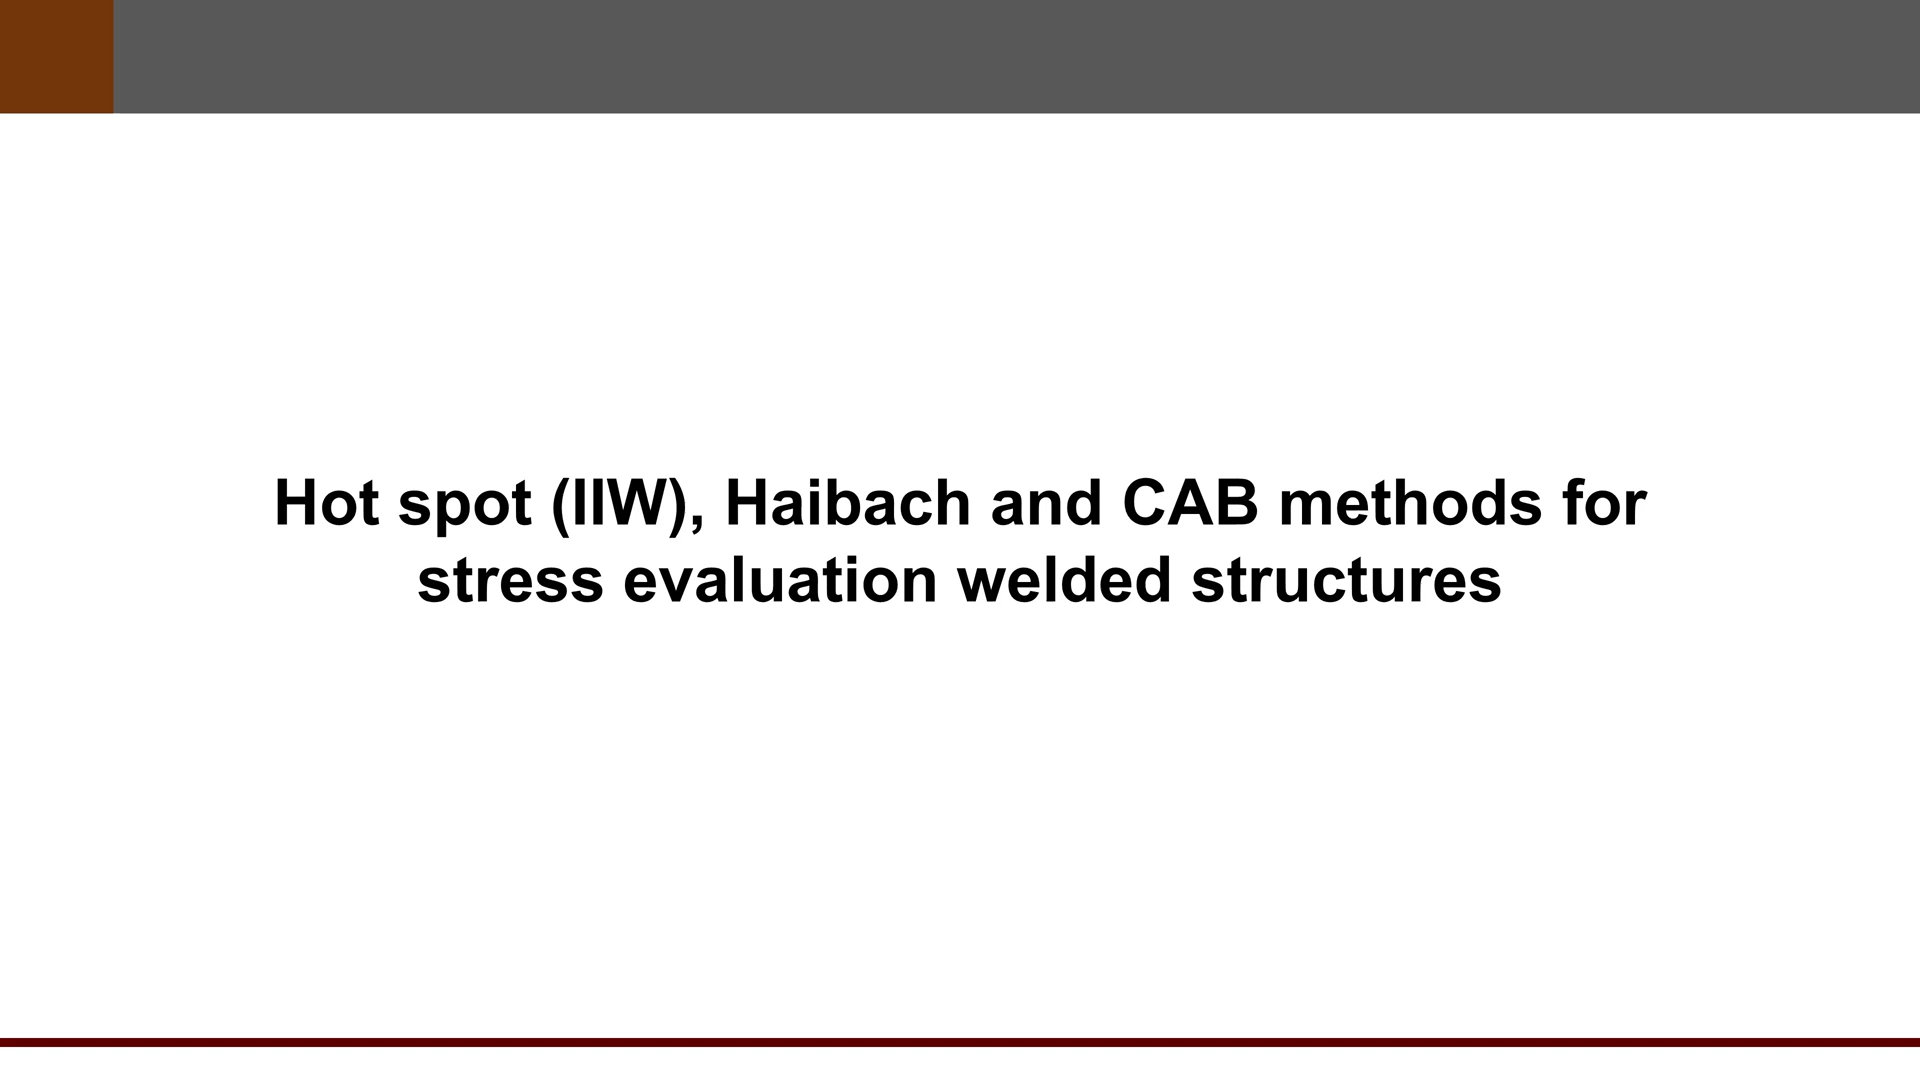 Hot spot (IIW), Haibach and CAB methods for
stress evaluation welded structures